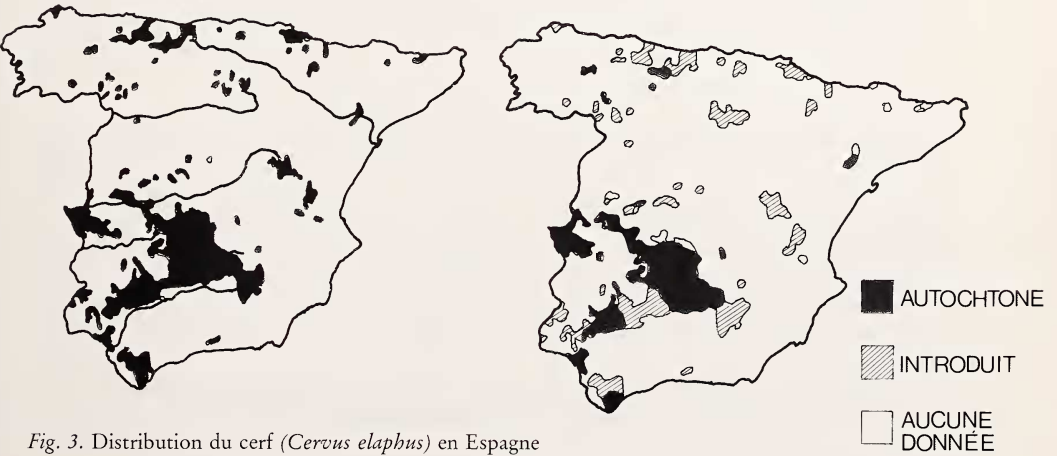 AUTOCHTONE
INTRODUIT
AUCUNE
DONNÉE
Fig. 3. Distribution du cerf (Cervus elaphus) en Espagne